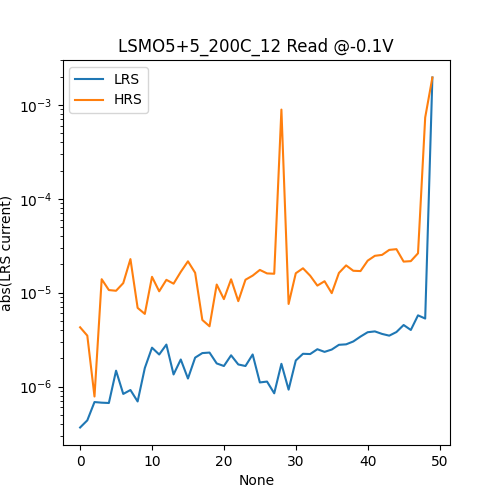 LSMO5+5_200C_12 Read @-0.1V
LRS
HRS
abs(LRS current)
10⁻³
10⁻⁴
10⁻⁵
10⁻⁶
0 10 20 30 40 50
None